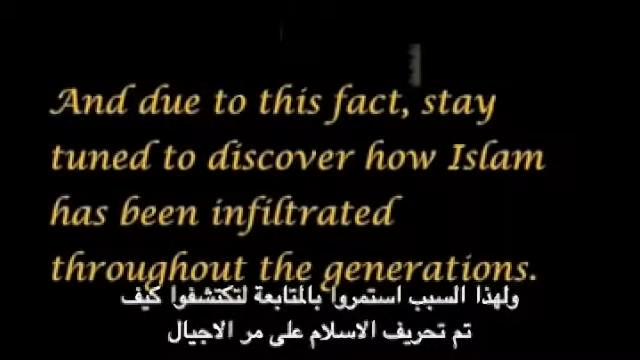 And due to this fact, stay
tuned to discover how Islam
has been infiltrated
throughout the generations.
ولهذا السبب استمروا بالمتابعة لتكتشفوا كيف
تم تحريف الاسلام على مر الاجيال